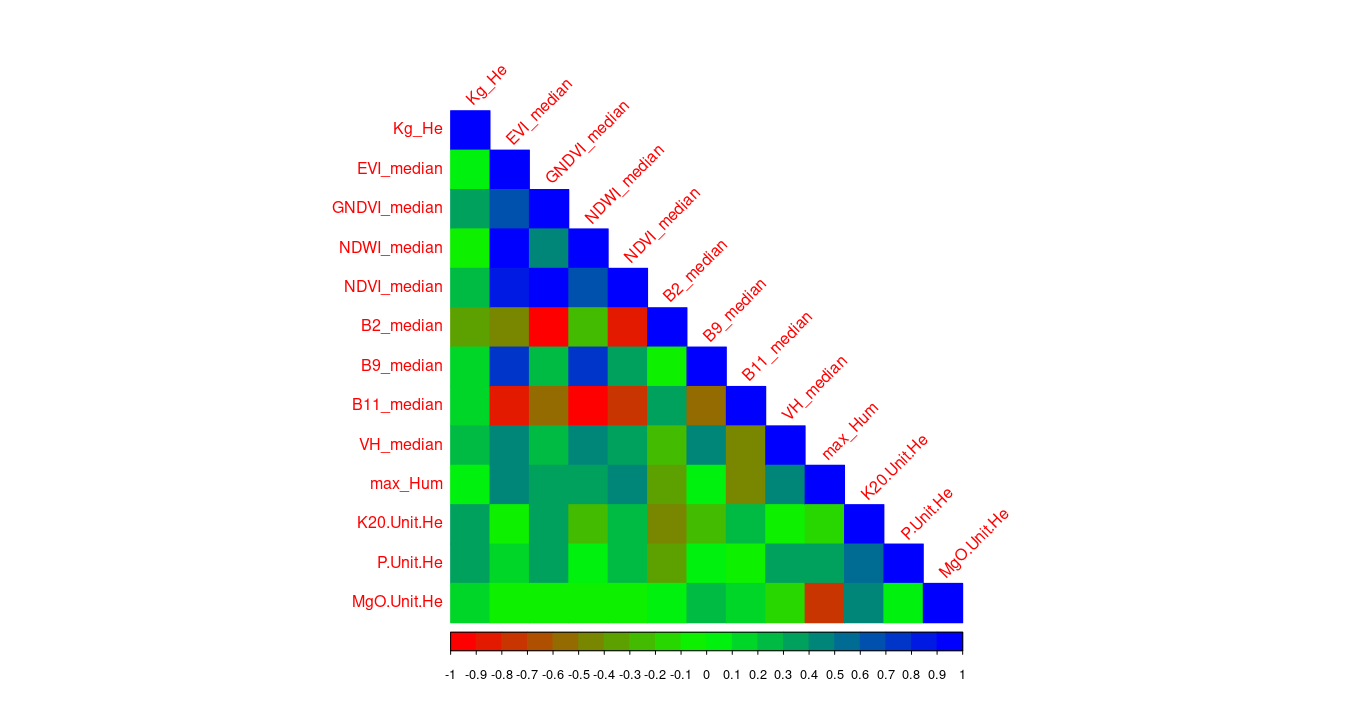 Kg_He
EVI_median
GNDVI_median
NDWI_median
NDVI_median
B2_median
B9_median
B11_median
VH_median
max_Hum
K20.Unit.He
P.Unit.He
MgO.Unit.He
Kg_He
EVI_median
GNDVI_median
NDWI_median
NDVI_median
B2_median
B9_median
B11_median
VH_median
max_Hum
K20.Unit.He
P.Unit.He
MgO.Unit.He
-1 -0.9 -0.8 -0.7 -0.6 -0.5 -0.4 -0.3 -0.2 -0.1 0 0.1 0.2 0.3 0.4 0.5 0.6 0.7 0.8 0.9 1